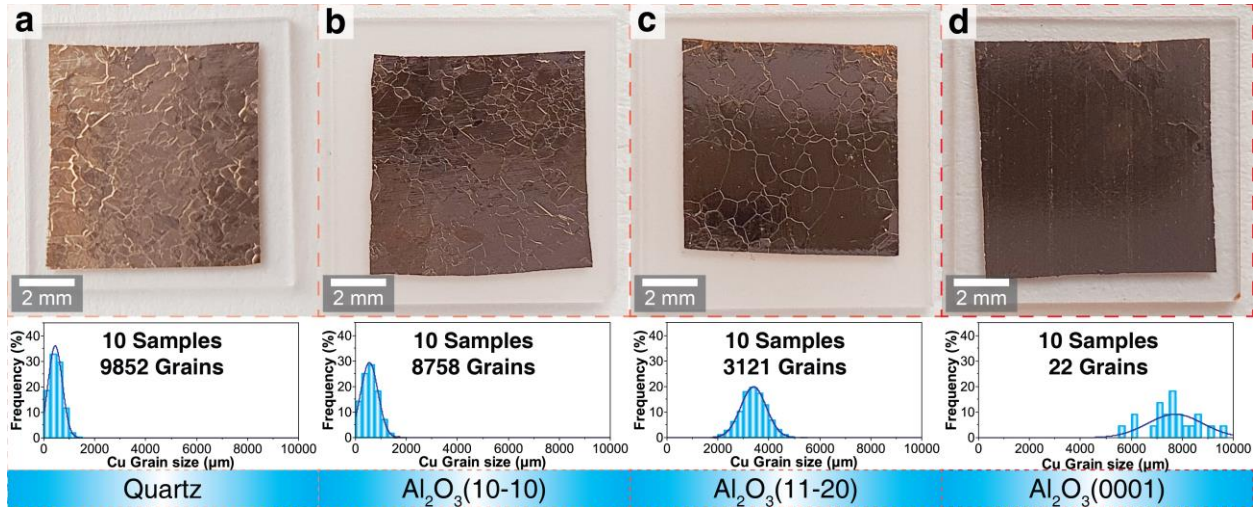 a
b
c
d
2 mm
2 mm
2 mm
2 mm
Frequency (%)
40
30
20
10
0
10 Samples
9852 Grains
0 2000 4000 6000 8000 10000
Cu Grain size (µm)
Frequency (%)
40
30
20
10
0
10 Samples
8758 Grains
0 2000 4000 6000 8000 10000
Cu Grain size (µm)
Frequency (%)
40
30
20
10
0
10 Samples
3121 Grains
0 2000 4000 6000 8000 10000
Cu Grain size (µm)
Frequency (%)
40
30
20
10
0
10 Samples
22 Grains
0 2000 4000 6000 8000 10000
Cu Grain size (µm)
Quartz
Al₂O₃(10-10)
Al₂O₃(11-20)
Al₂O₃(0001)